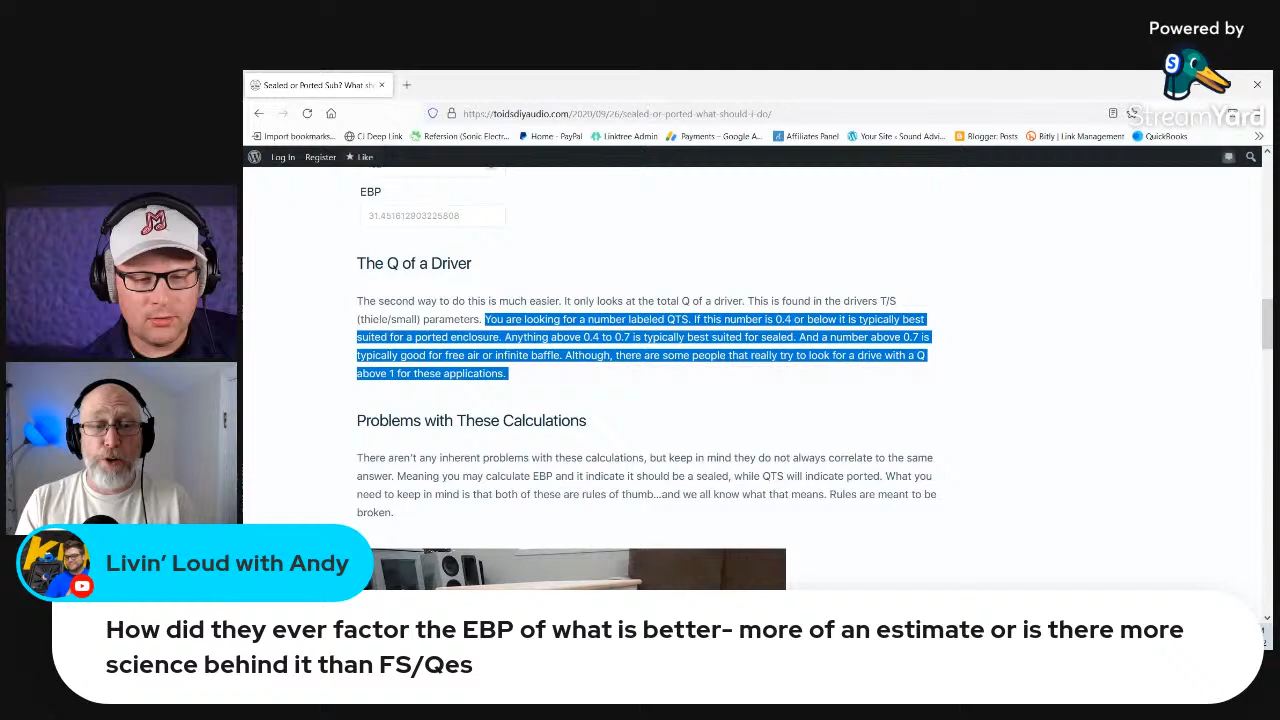 Powered by
StreamYard
Sealed or Ported Sub? What sho
https://toidsdiyaudio.com/2020/09/26/sealed-or-ported-what-should-i-do/
Import bookmarks...
CJ Deep Link
Refersion (Sonic Electr...
Home - PayPal
Linktree Admin
Payments – Google A...
Affiliates Panel
Your Site ‹ Sound Advi...
Blogger: Posts
Bitly | Link Management
QuickBooks
Log In
Register
Like
EBP
31.451612903225808
The Q of a Driver
The second way to do this is much easier. It only looks at the total Q of a driver. This is found in the drivers T/S
(thiele/small) parameters. You are looking for a number labeled QTS. If this number is 0.4 or below it is typically best
suited for a ported enclosure. Anything above 0.4 to 0.7 is typically best suited for sealed. And a number above 0.7 is
typically good for free air or infinite baffle. Although, there are some people that really try to look for a drive with a Q
above 1 for these applications.
Problems with These Calculations
There aren't any inherent problems with these calculations, but keep in mind they do not always correlate to the same
answer. Meaning you may calculate EBP and it indicate it should be a sealed, while QTS will indicate ported. What you
need to keep in mind is that both of these are rules of thumb...and we all know what that means. Rules are meant to be
broken.
Livin' Loud with Andy
How did they ever factor the EBP of what is better- more of an estimate or is there more
science behind it than FS/Qes